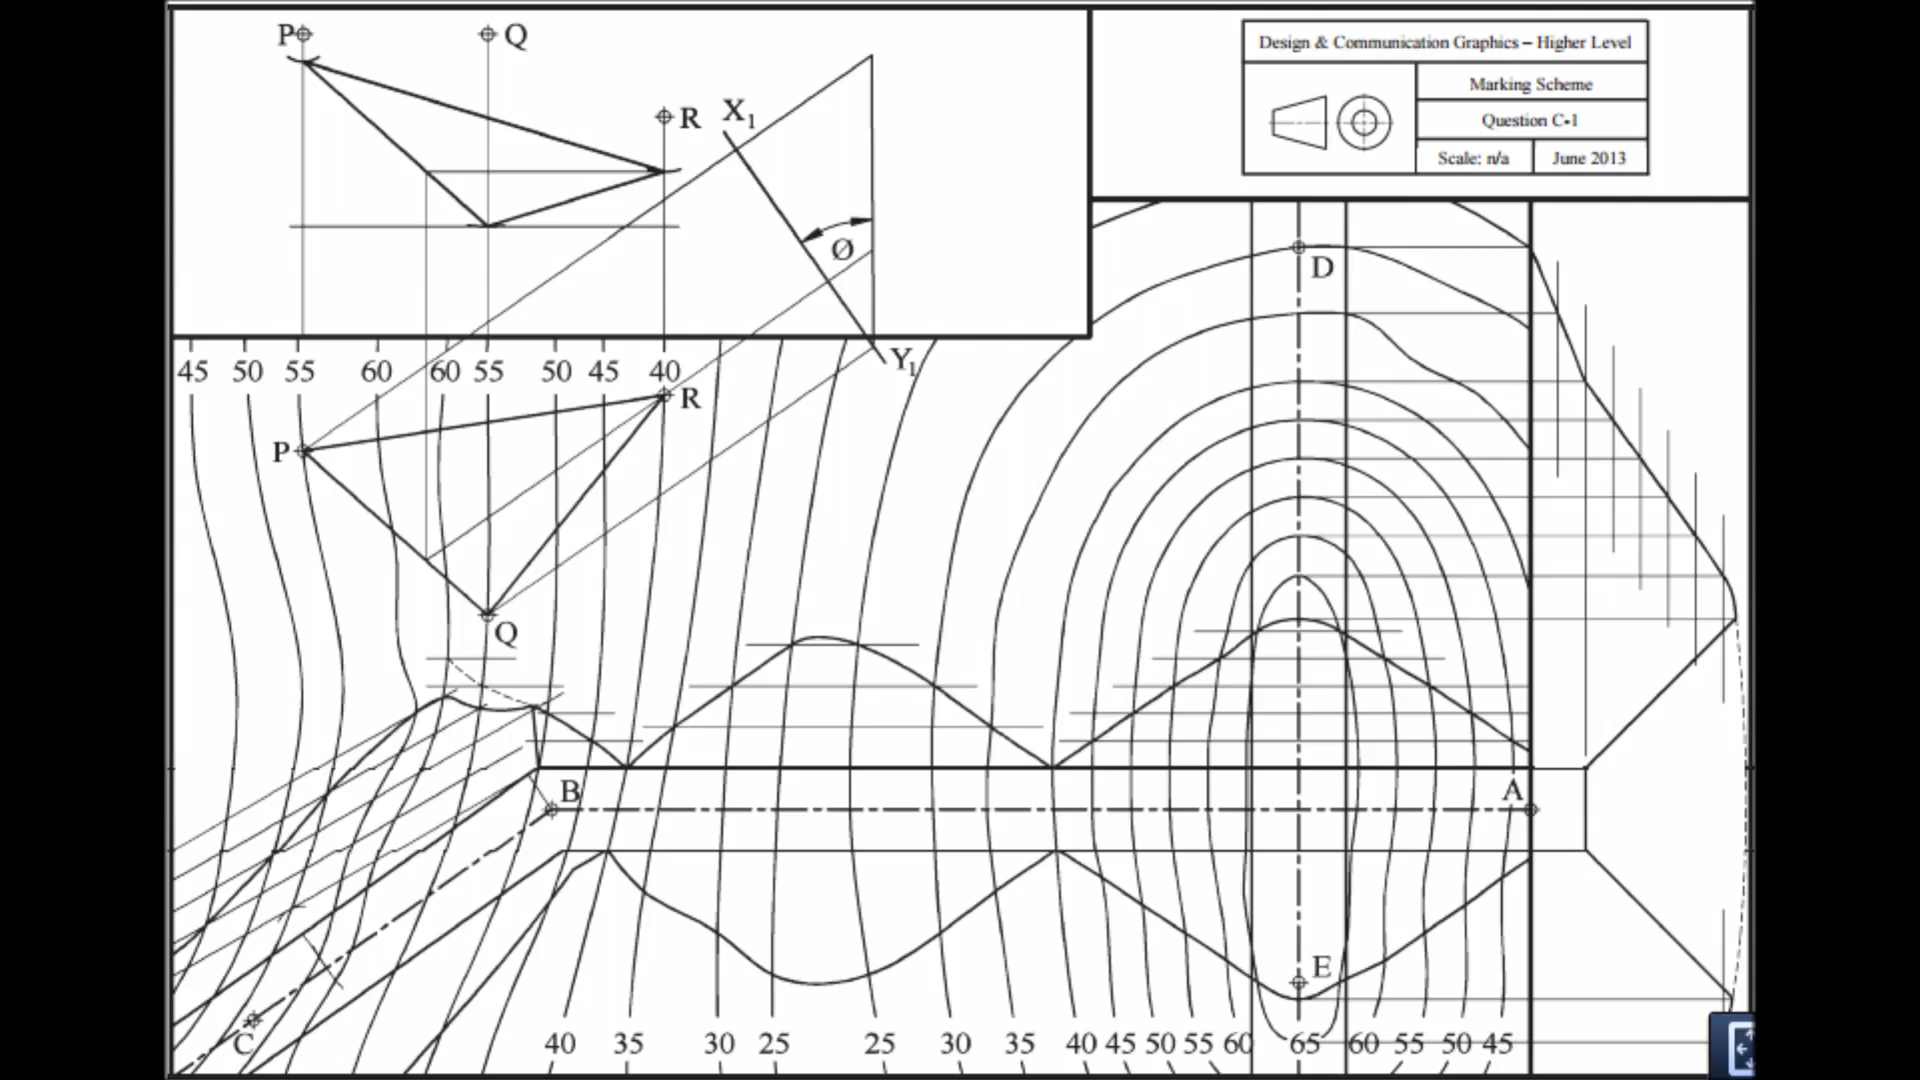 P
Q
R
X1
Ø
Y1
Design & Communication Graphics – Higher Level
Marking Scheme
Question C-1
Scale: n/a
June 2013
D
45 50 55 60 60 55 50 45 40
R
P
Q
B
A
E
C
40 35 30 25 25 30 35 40 45 50 55 60 65 60 55 50 45